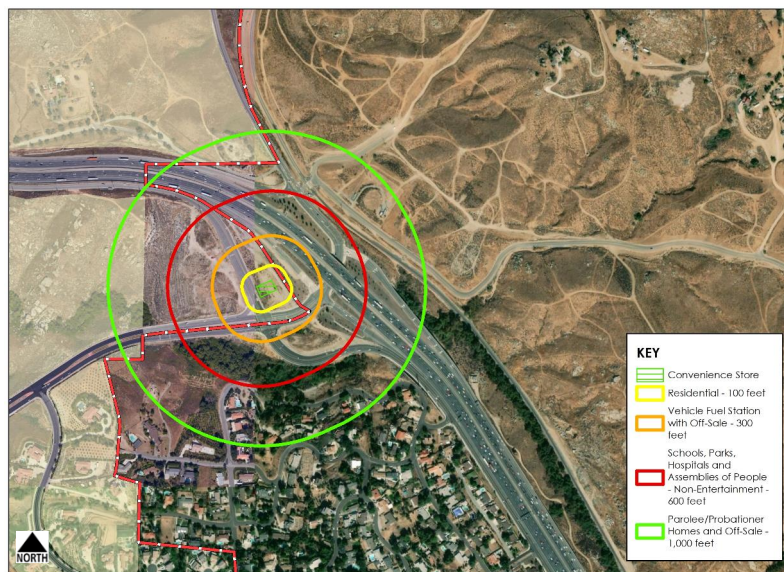 KEY
Convenience Store
Residential - 100 feet
Vehicle Fuel Station
with Off-Sale - 300
feet
Schools, Parks,
Hospitals and
Assemblies of People
- Non-Entertainment -
600 feet
Parolee/Probationer
Homes and Off-Sale -
1,000 feet
NORTH